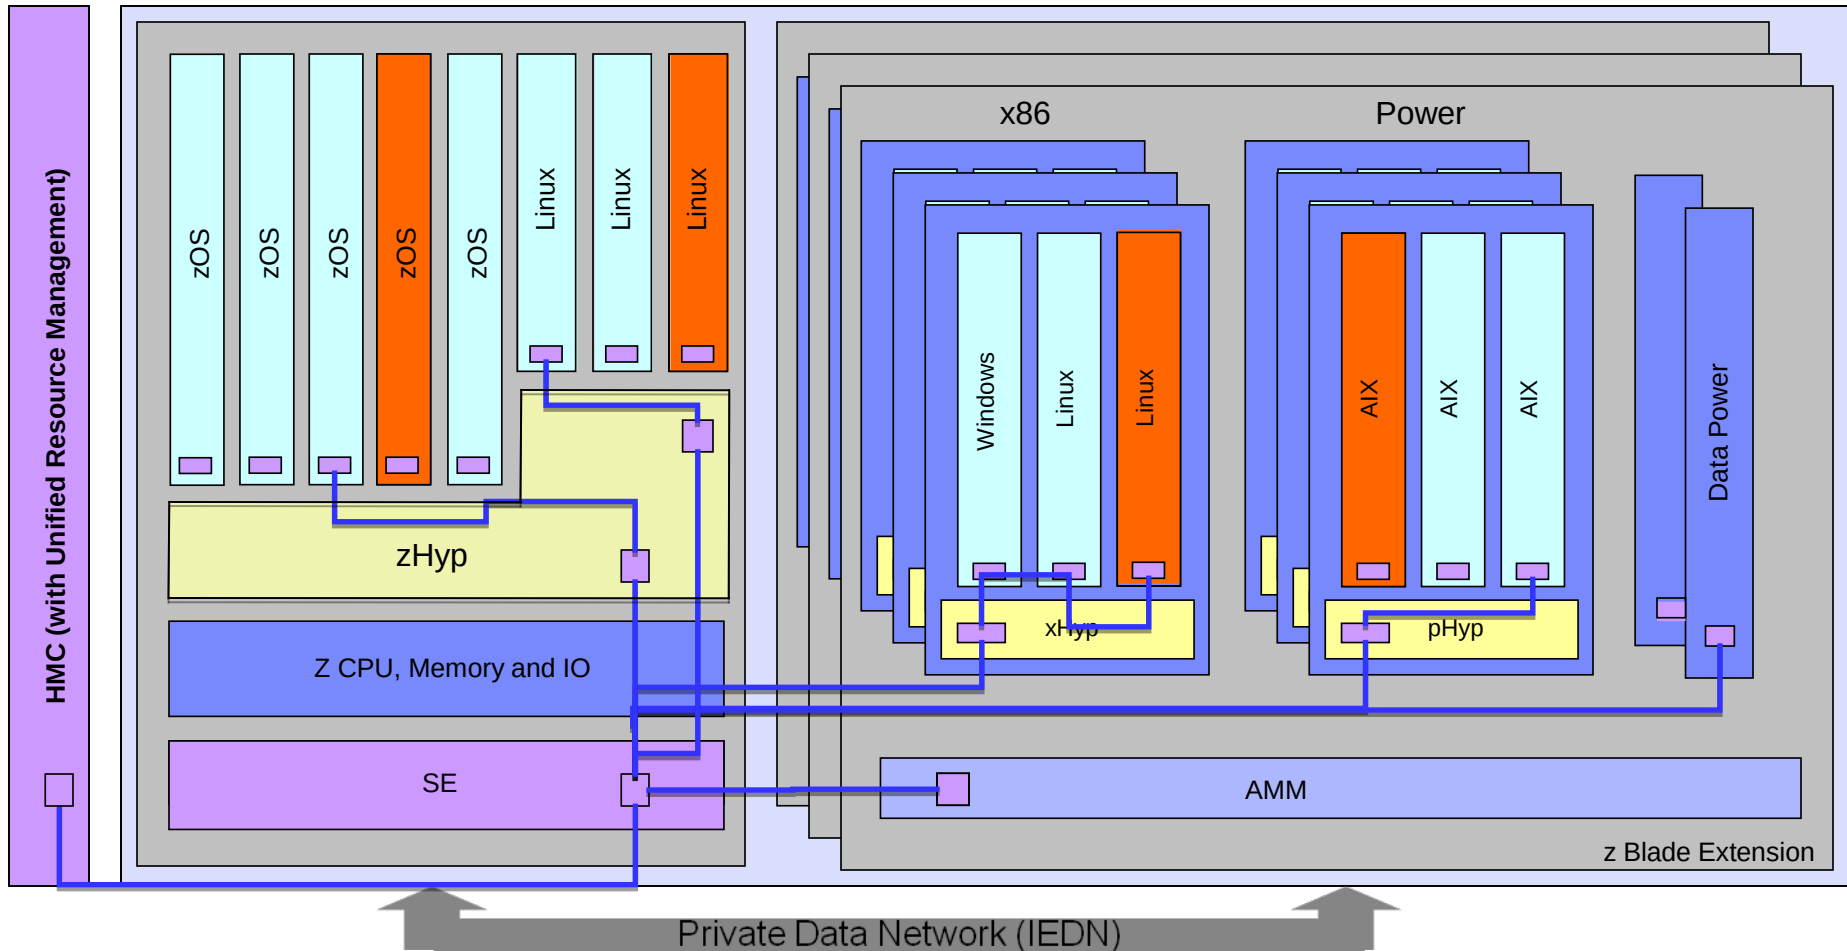 HMC (with Unified Resource Management)
zOS
zOS
zOS
zOS
zOS
Linux
Linux
Linux
zHyp
Z CPU, Memory and IO
SE
x86
Power
Windows
Linux
Linux
xHyp
AIX
AIX
AIX
pHyp
Data Power
AMM
z Blade Extension
Private Data Network (IEDN)